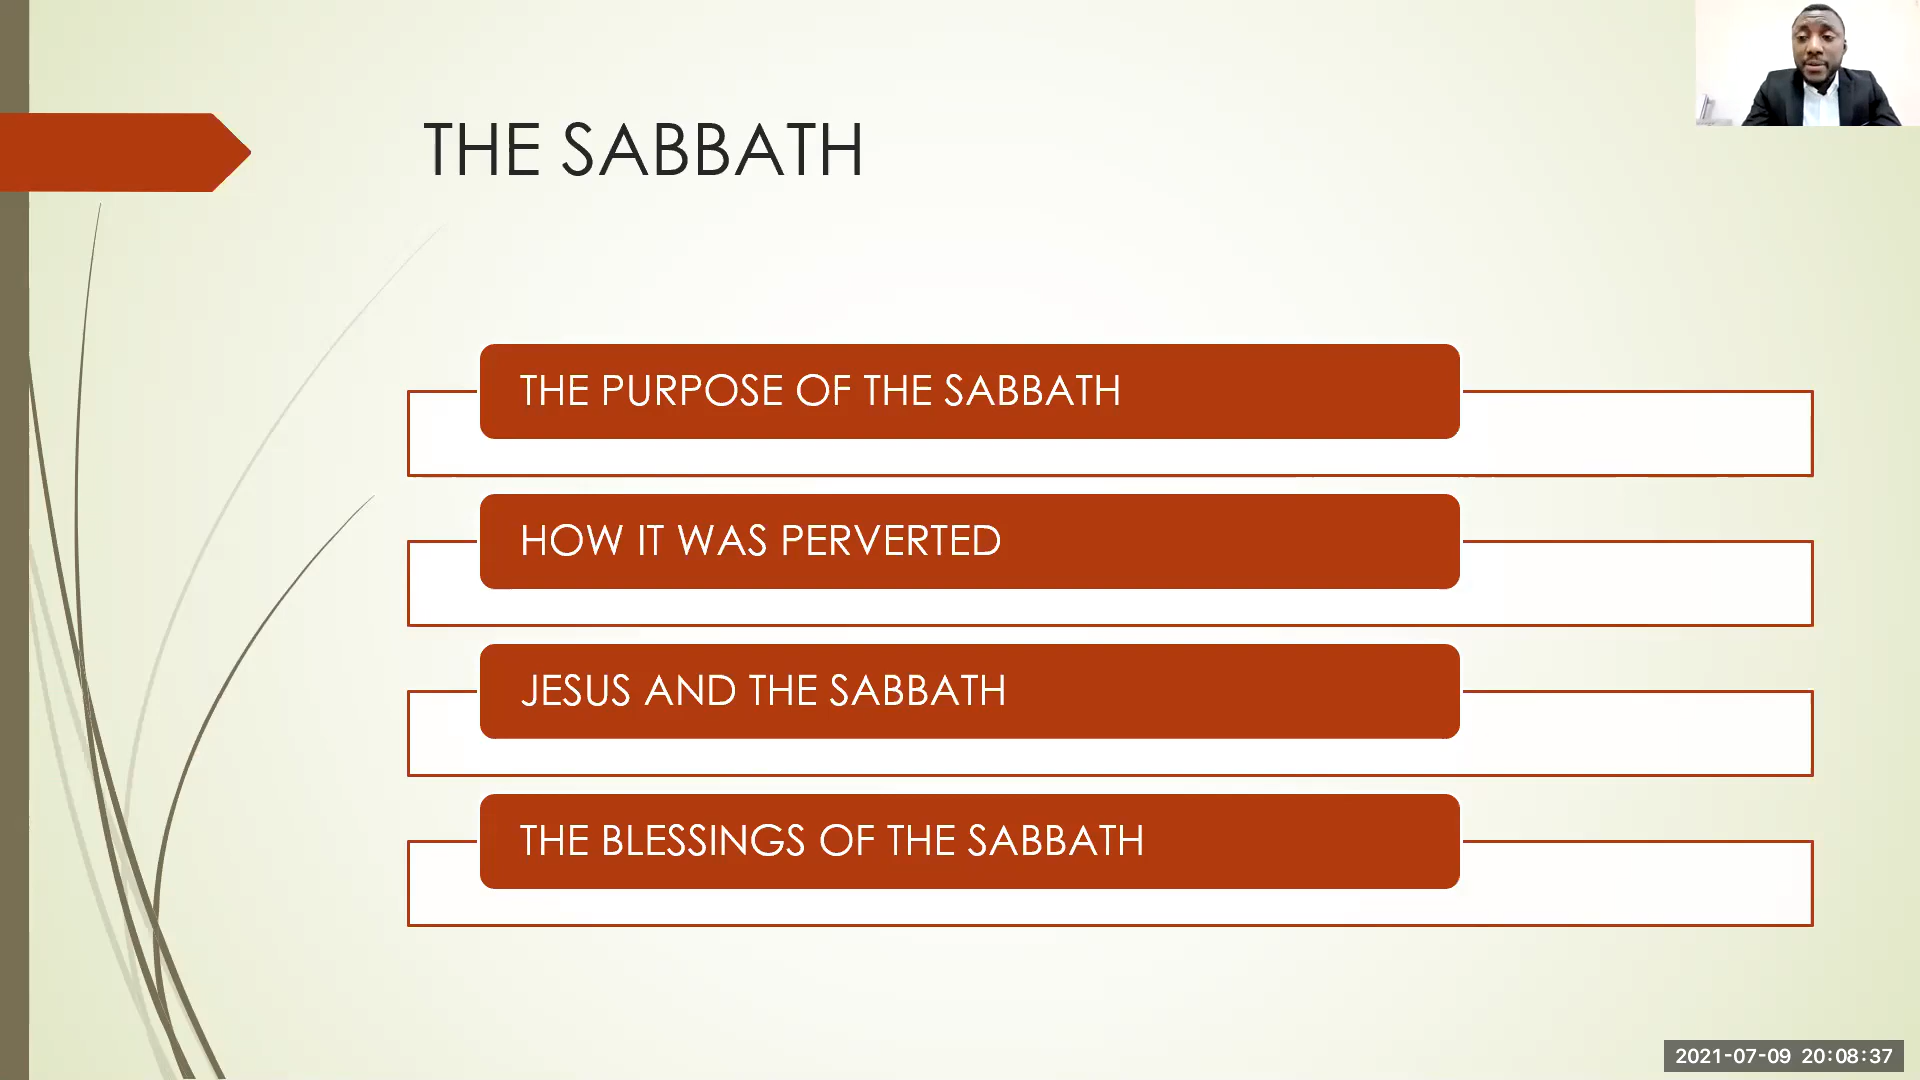 THE SABBATH
THE PURPOSE OF THE SABBATH
HOW IT WAS PERVERTED
JESUS AND THE SABBATH
THE BLESSINGS OF THE SABBATH
2021-07-09 20:08:37